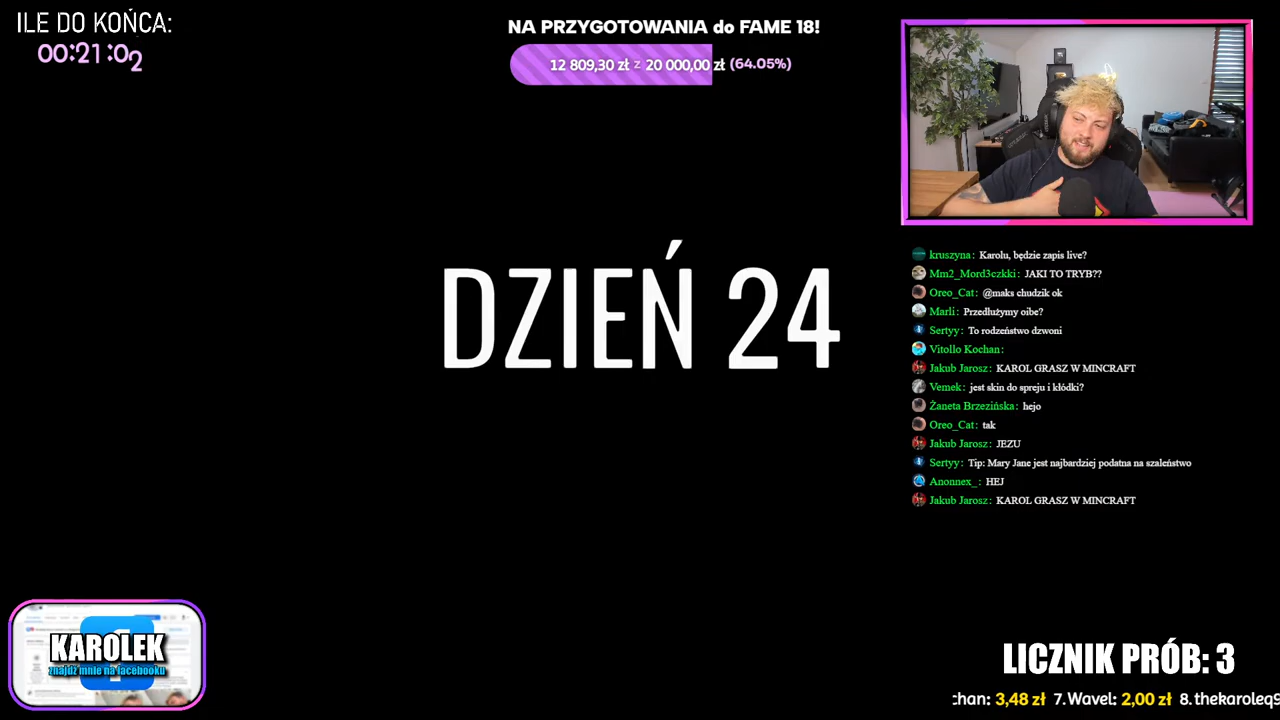 ILE DO KOŃCA:
00:21:02
NA PRZYGOTOWANIA do FAME 18!
12 809,30 zł z 20 000,00 zł (64.05%)
DZIEŃ 24
kruszyna: Karolu, będzie zapis live?
Mm2_Mord3czkki: JAKI TO TRYB??
Oreo_Cat: @maks chudzik ok
Marli: Przedłużymy oibe?
Sertyy: To rodzeństwo dzwoni
Vitollo Kochan:
Jakub Jarosz: KAROL GRASZ W MINCRAFT
Vemek: jest skin do spreju i kłódki?
Żaneta Brzezińska: hejo
Oreo_Cat: tak
Jakub Jarosz: JEZU
Sertyy: Tip: Mary Jane jest najbardziej podatna na szaleństwo
Anonnex_: HEJ
Jakub Jarosz: KAROL GRASZ W MINCRAFT
KAROLEK
znajdź mnie na facebooku
LICZNIK PRÓB: 3
chan: 3,48 zł 7.Wavel: 2,00 zł 8.thekaroleq9